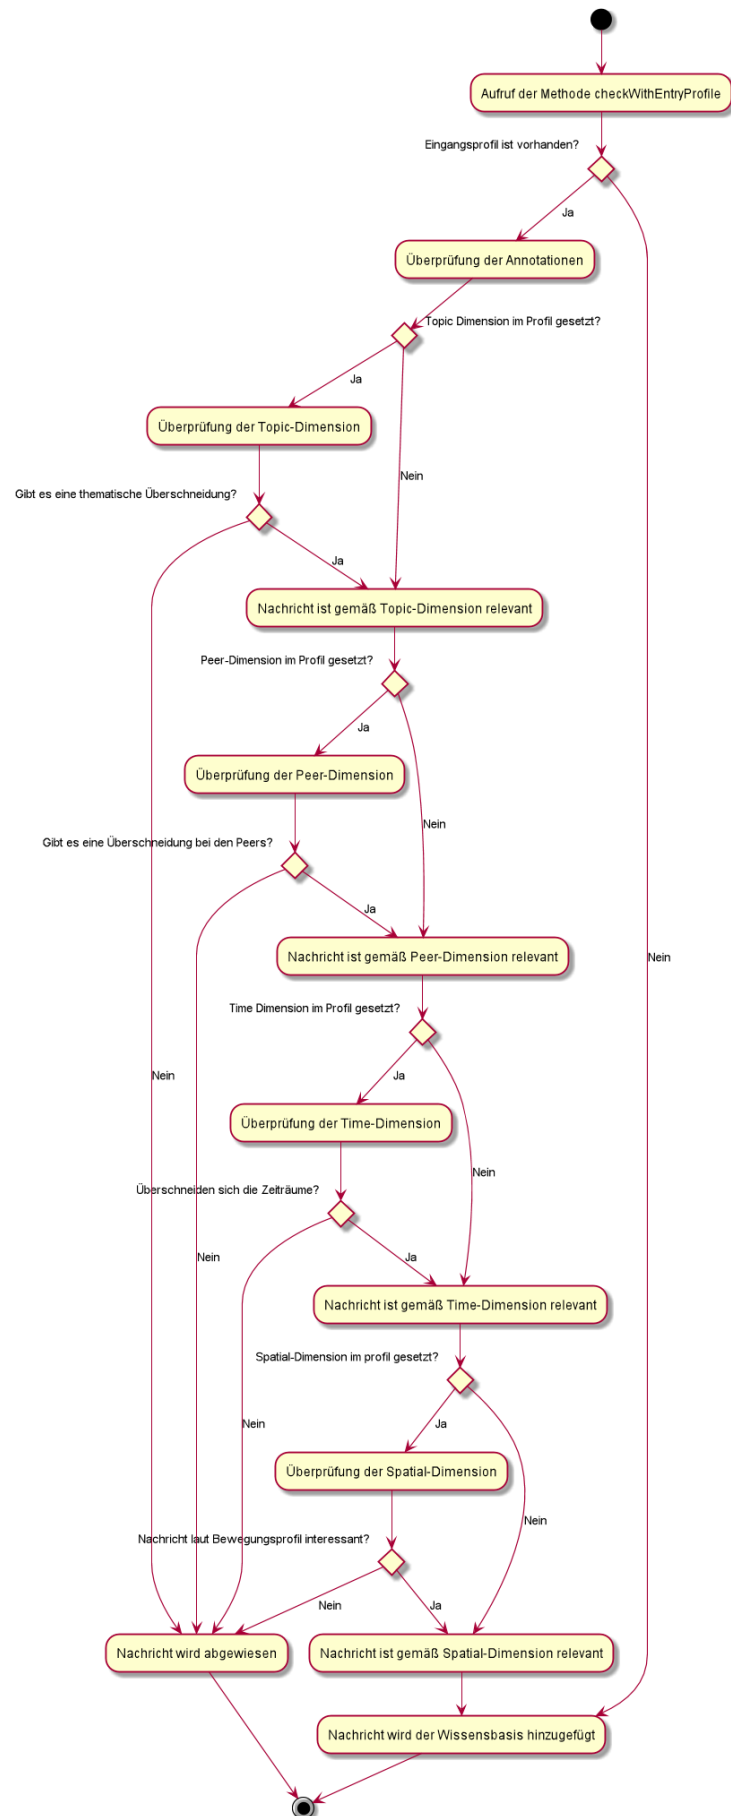 Aufruf der Methode checkWithEntryProfile
Eingangsprofil ist vorhanden?
Ja
Überprüfung der Annotationen
Topic Dimension im Profil gesetzt?
Ja
Überprüfung der Topic-Dimension
Nein
Gibt es eine thematische Überschneidung?
Ja
Nachricht ist gemäß Topic-Dimension relevant
Peer-Dimension im Profil gesetzt?
Ja
Überprüfung der Peer-Dimension
Nein
Gibt es eine Überschneidung bei den Peers?
Ja
Nachricht ist gemäß Peer-Dimension relevant
Nein
Time Dimension im Profil gesetzt?
Nein
Ja
Überprüfung der Time-Dimension
Nein
Überschneiden sich die Zeiträume?
Nein
Ja
Nachricht ist gemäß Time-Dimension relevant
Spatial-Dimension im profil gesetzt?
Nein
Ja
Überprüfung der Spatial-Dimension
Nein
Nachricht laut Bewegungsprofil interessant?
Nein
Ja
Nachricht wird abgewiesen
Nachricht ist gemäß Spatial-Dimension relevant
Nachricht wird der Wissensbasis hinzugefügt